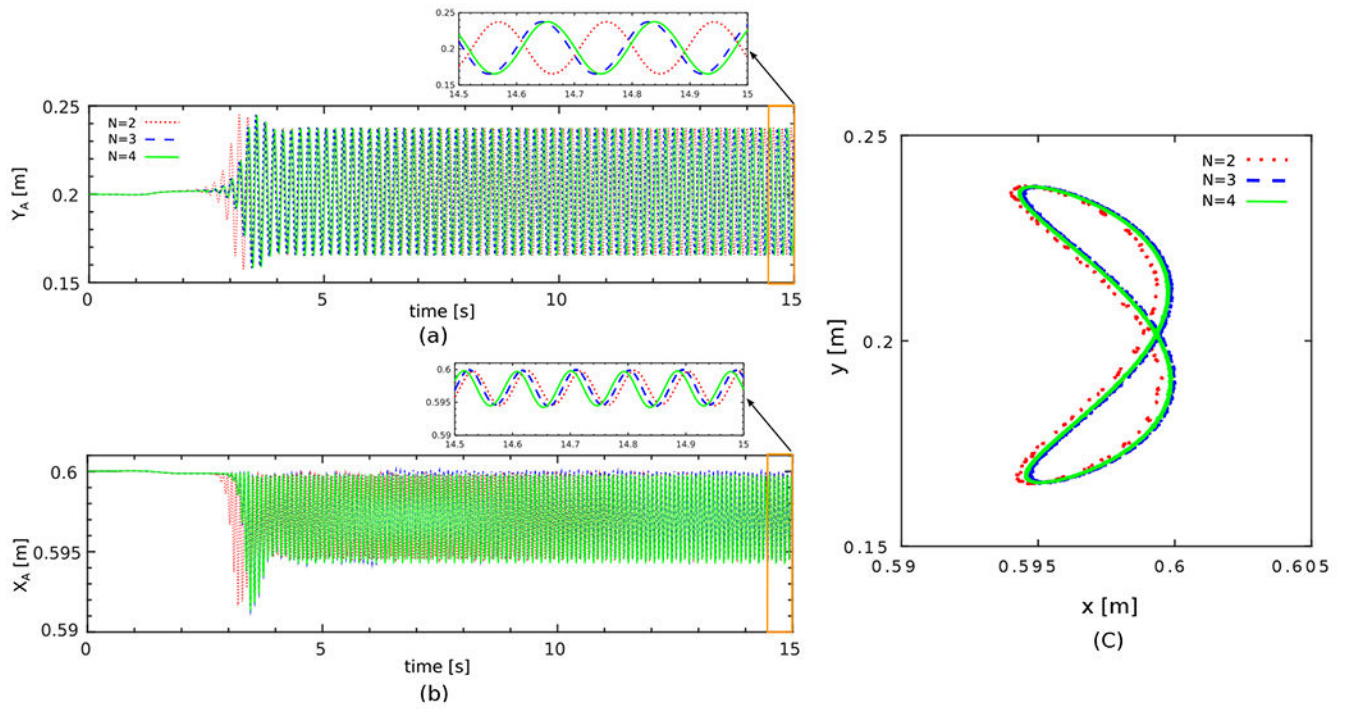 0.25
0.2
0.15
14.5 14.6 14.7 14.8 14.9 15
0.25
0.2
0.15
Y_A [m]
N=2
N=3
N=4
0 5 10 15
time [s]
(a)
0.6
0.595
0.59
14.5 14.6 14.7 14.8 14.9 15
0.6
0.595
0.59
X_A [m]
0 5 10 15
time [s]
(b)
0.25
0.2
0.15
y [m]
N=2
N=3
N=4
0.59 0.595 0.6 0.605
x [m]
(C)